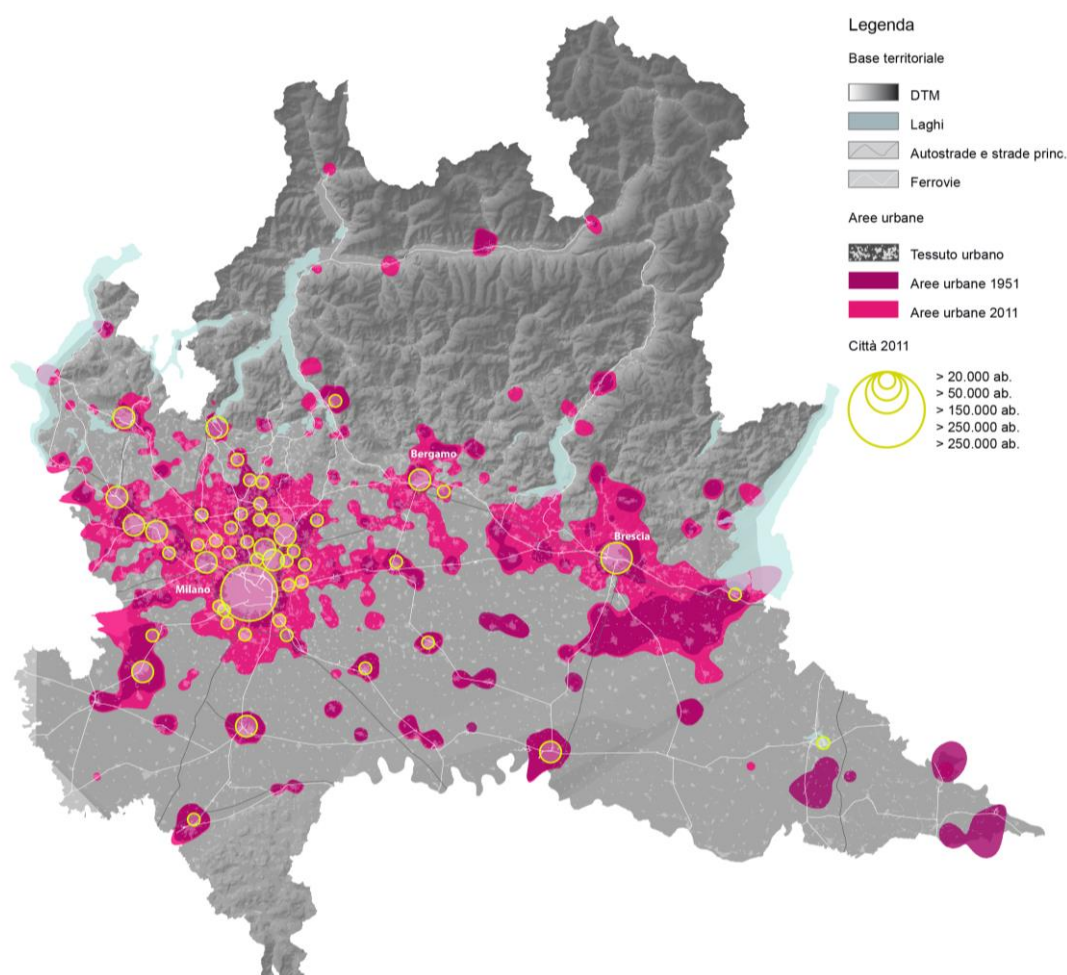 Legenda
Base territoriale
DTM
Laghi
Autostrade e strade princ.
Ferrovie
Aree urbane
Tessuto urbano
Aree urbane 1951
Aree urbane 2011
Città 2011
> 20.000 ab.
> 50.000 ab.
> 150.000 ab.
> 250.000 ab.
> 250.000 ab.
Bergamo
Brescia
Milano